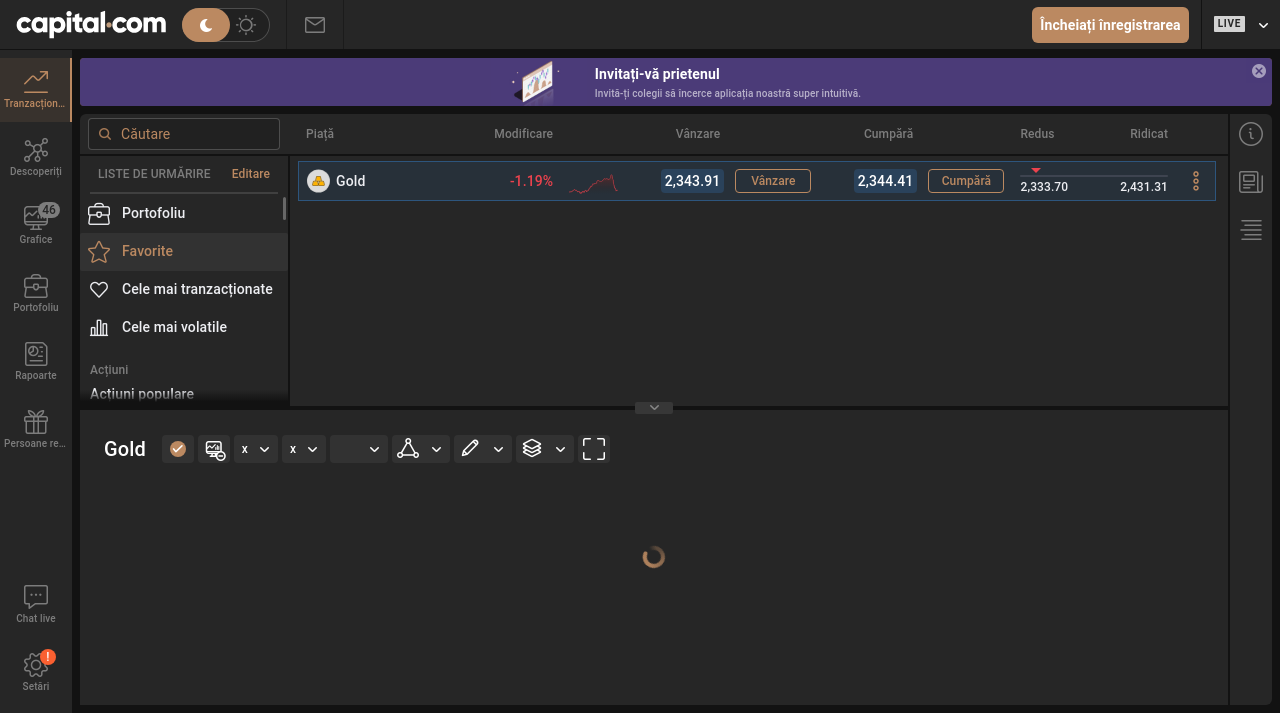 capital.com
Încheiați înregistrarea
LIVE
Invitați-vă prietenul
Invită-ți colegii să încerce aplicația noastră super intuitivă.
Tranzacțion...
Descoperiți
46
Grafice
Portofoliu
Rapoarte
Persoane re...
Chat live
!
Setări
Căutare
LISTE DE URMĂRIRE Editare
Portofoliu
Favorite
Cele mai tranzacționate
Cele mai volatile
Acțiuni
Acțiuni populare
Piață Modificare Vânzare Cumpără Redus Ridicat
Gold -1.19% 2,343.91 Vânzare 2,344.41 Cumpără 2,333.70 2,431.31
Gold x x